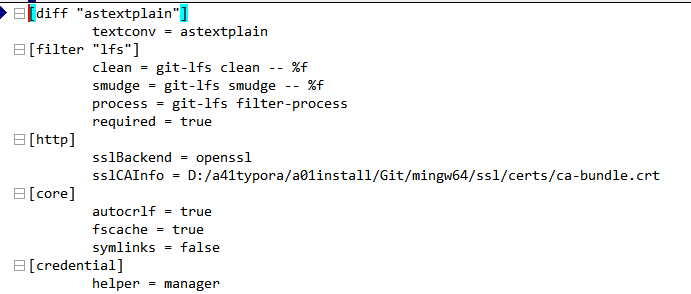 [diff "astextplain"]
textconv = astextplain
[filter "lfs"]
clean = git-lfs clean -- %f
smudge = git-lfs smudge -- %f
process = git-lfs filter-process
required = true
[http]
sslBackend = openssl
sslCAInfo = D:/a41typora/a01install/Git/mingw64/ssl/certs/ca-bundle.crt
[core]
autocrlf = true
fscache = true
symlinks = false
[credential]
helper = manager